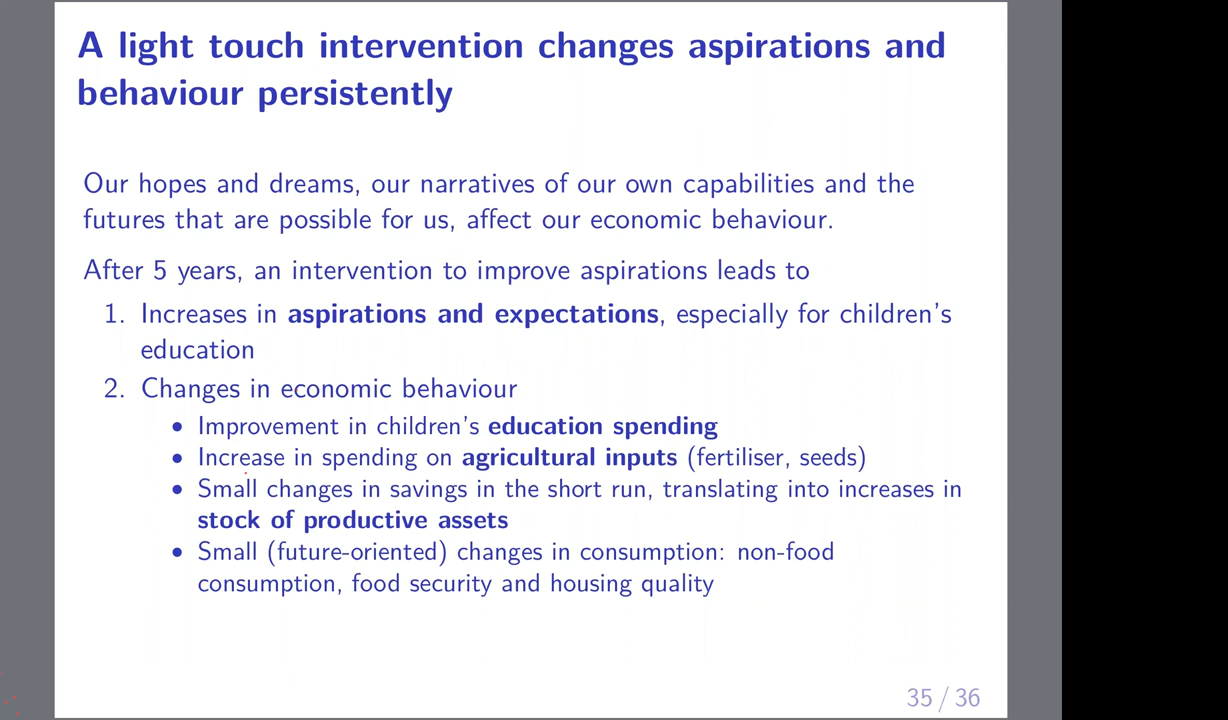 A light touch intervention changes aspirations and
behaviour persistently
Our hopes and dreams, our narratives of our own capabilities and the
futures that are possible for us, affect our economic behaviour.
After 5 years, an intervention to improve aspirations leads to
1. Increases in aspirations and expectations, especially for children's
education
2. Changes in economic behaviour
• Improvement in children's education spending
• Increase in spending on agricultural inputs (fertiliser, seeds)
• Small changes in savings in the short run, translating into increases in
stock of productive assets
• Small (future-oriented) changes in consumption: non-food
consumption, food security and housing quality
35 / 36